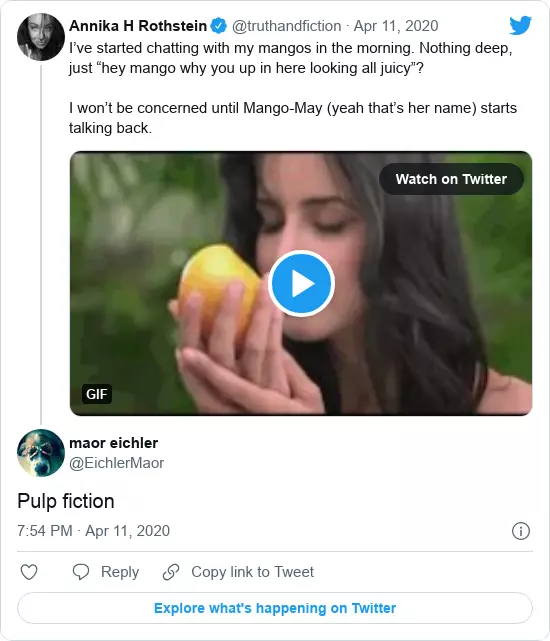 Annika H Rothstein @truthandfiction · Apr 11, 2020
I’ve started chatting with my mangos in the morning. Nothing deep,
just “hey mango why you up in here looking all juicy”?
I won’t be concerned until Mango-May (yeah that’s her name) starts
talking back.
Watch on Twitter
GIF
maor eichler
@EichlerMaor
Pulp fiction
7:54 PM · Apr 11, 2020
Reply
Copy link to Tweet
Explore what's happening on Twitter